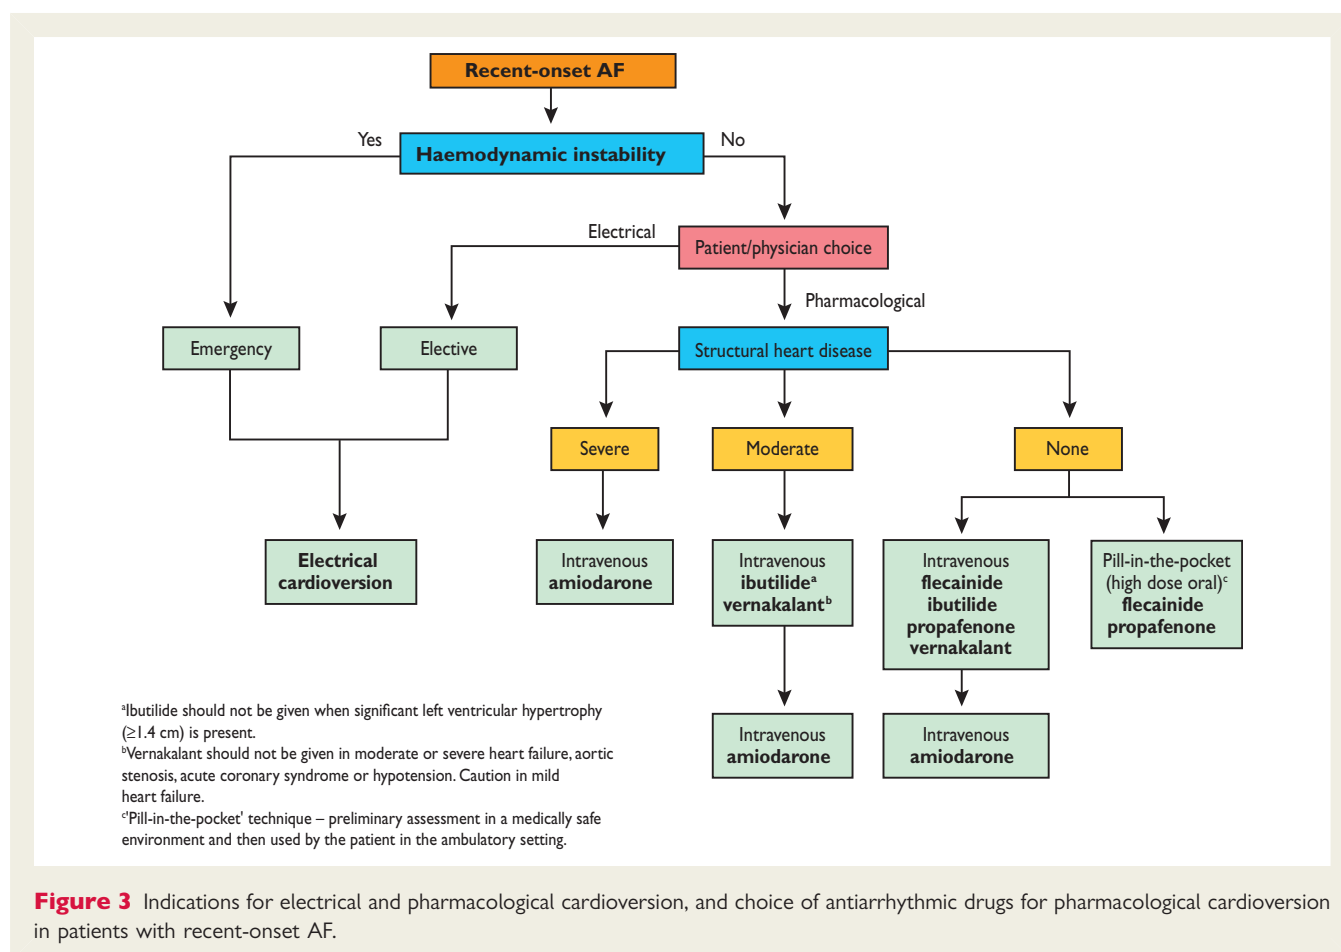 Recent-onset AF
Yes
Haemodynamic instability
No
Electrical
Patient/physician choice
Pharmacological
Emergency
Elective
Structural heart disease
Severe
Moderate
None
Electrical
cardioversion
Intravenous
amiodarone
Intravenous
ibutilideᵃ
vernakalantᵇ
Intravenous
flecainide
ibutilide
propafenone
vernakalant
Pill-in-the-pocket
(high dose oral)ᶜ
flecainide
propafenone
Intravenous
amiodarone
Intravenous
amiodarone
ᵃIbutilide should not be given when significant left ventricular hypertrophy
(≥1.4 cm) is present.
ᵇVernakalant should not be given in moderate or severe heart failure, aortic
stenosis, acute coronary syndrome or hypotension. Caution in mild
heart failure.
ᶜ'Pill-in-the-pocket' technique – preliminary assessment in a medically safe
environment and then used by the patient in the ambulatory setting.
Figure 3 Indications for electrical and pharmacological cardioversion, and choice of antiarrhythmic drugs for pharmacological cardioversion
in patients with recent-onset AF.